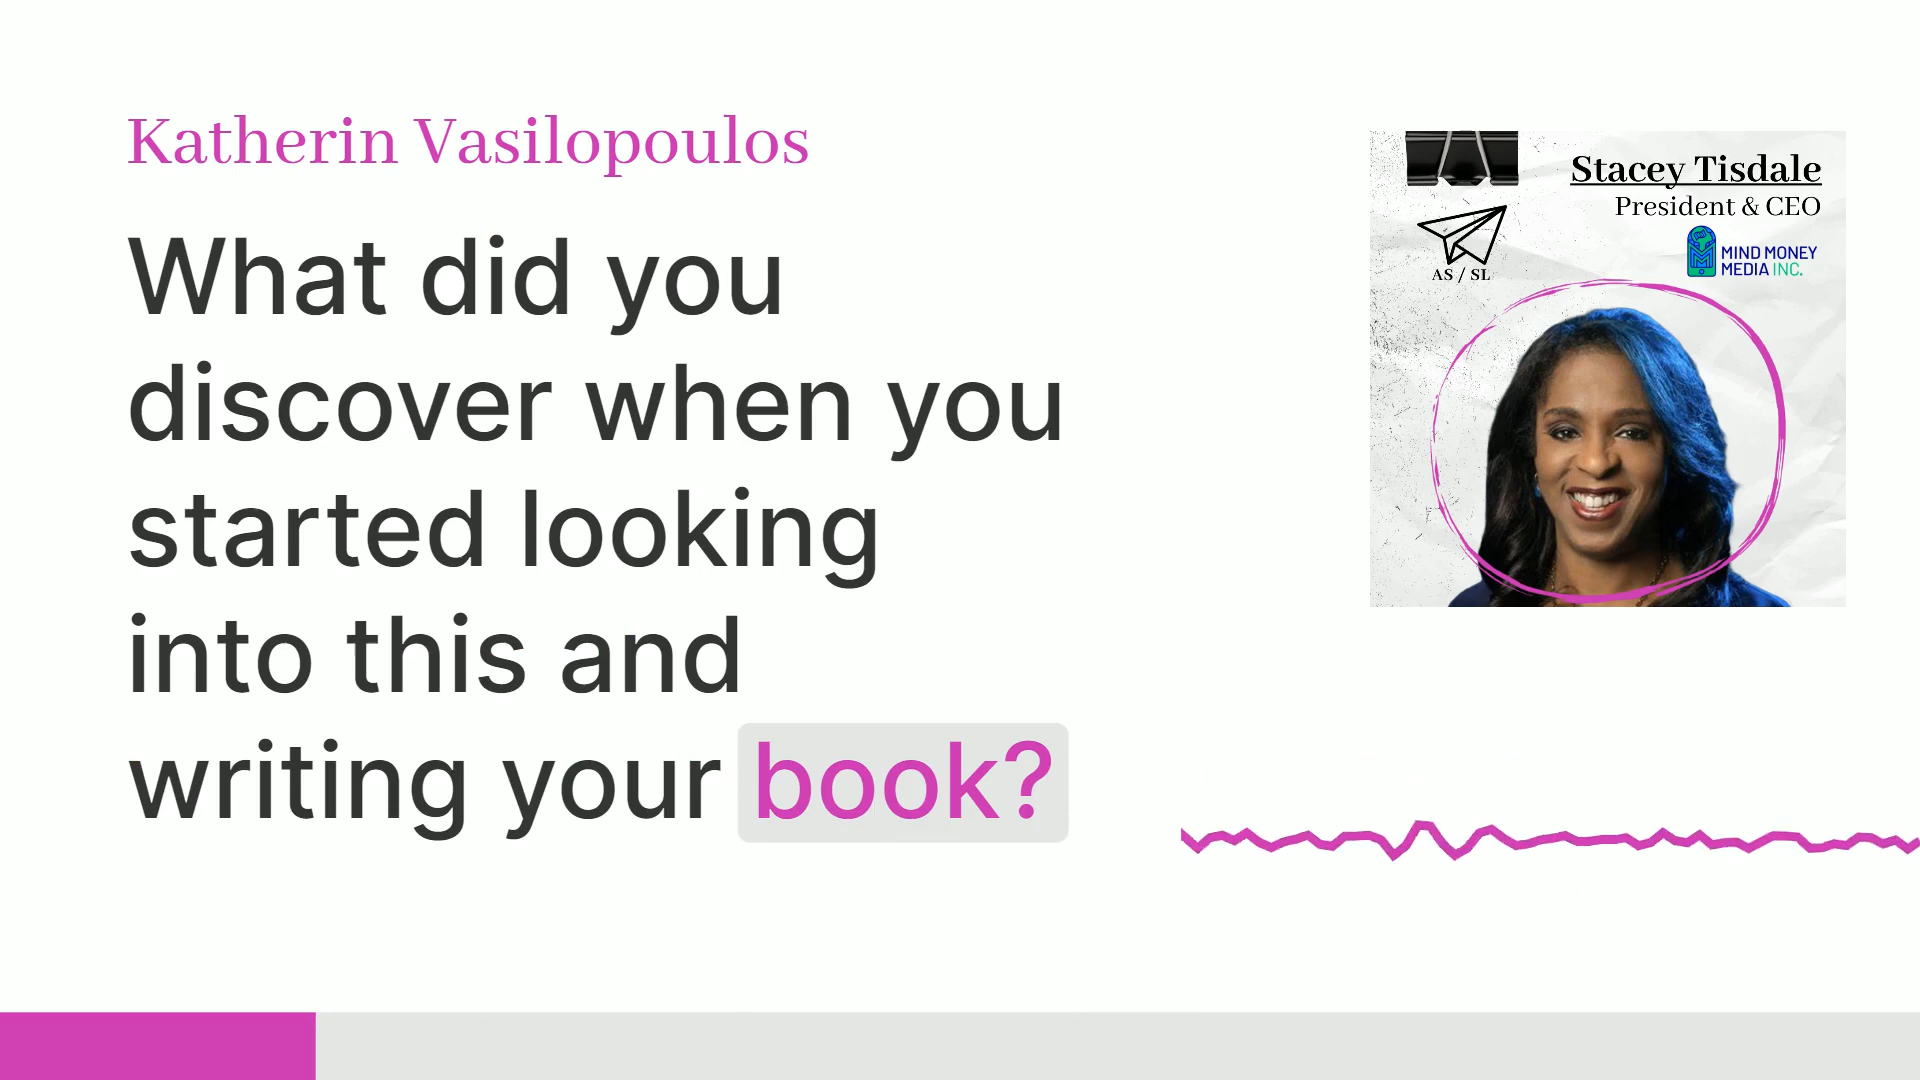 Katherin Vasilopoulos
What did you
discover when you
started looking
into this and
writing your book?
Stacey Tisdale
President & CEO
MIND MONEY
MEDIA INC.
AS / SL